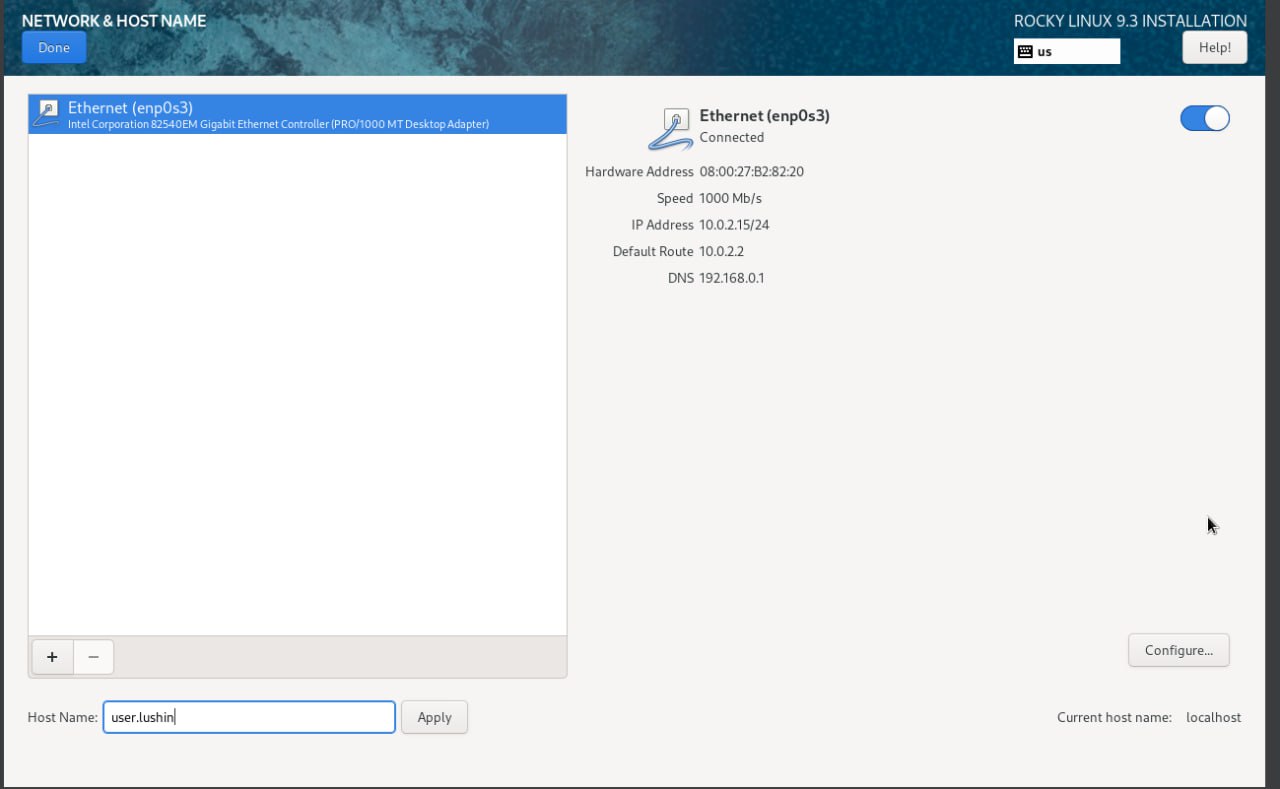 NETWORK & HOST NAME
ROCKY LINUX 9.3 INSTALLATION
Done
us
Help!
Ethernet (enp0s3)
Intel Corporation 82540EM Gigabit Ethernet Controller (PRO/1000 MT Desktop Adapter)
Ethernet (enp0s3)
Connected
Hardware Address 08:00:27:B2:82:20
Speed 1000 Mb/s
IP Address 10.0.2.15/24
Default Route 10.0.2.2
DNS 192.168.0.1
+ −
Configure...
Host Name: user.lushin Apply
Current host name: localhost